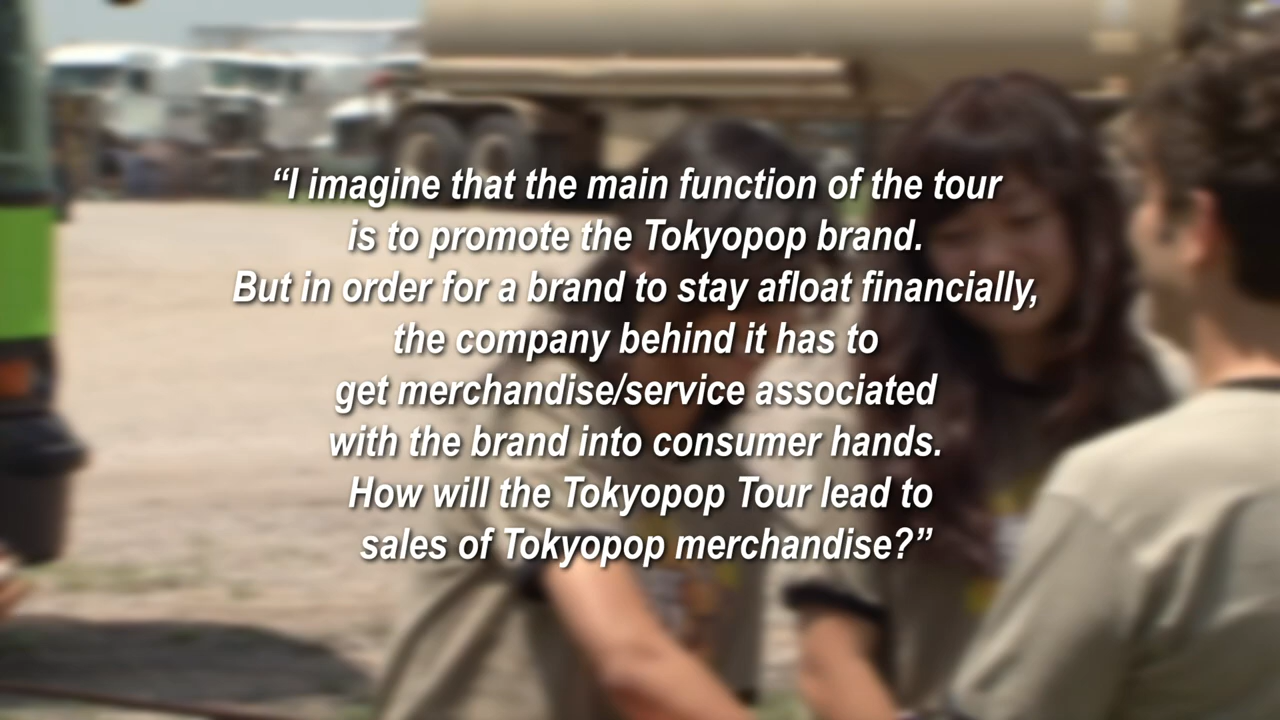 “I imagine that the main function of the tour
is to promote the Tokyopop brand.
But in order for a brand to stay afloat financially,
the company behind it has to
get merchandise/service associated
with the brand into consumer hands.
How will the Tokyopop Tour lead to
sales of Tokyopop merchandise?”